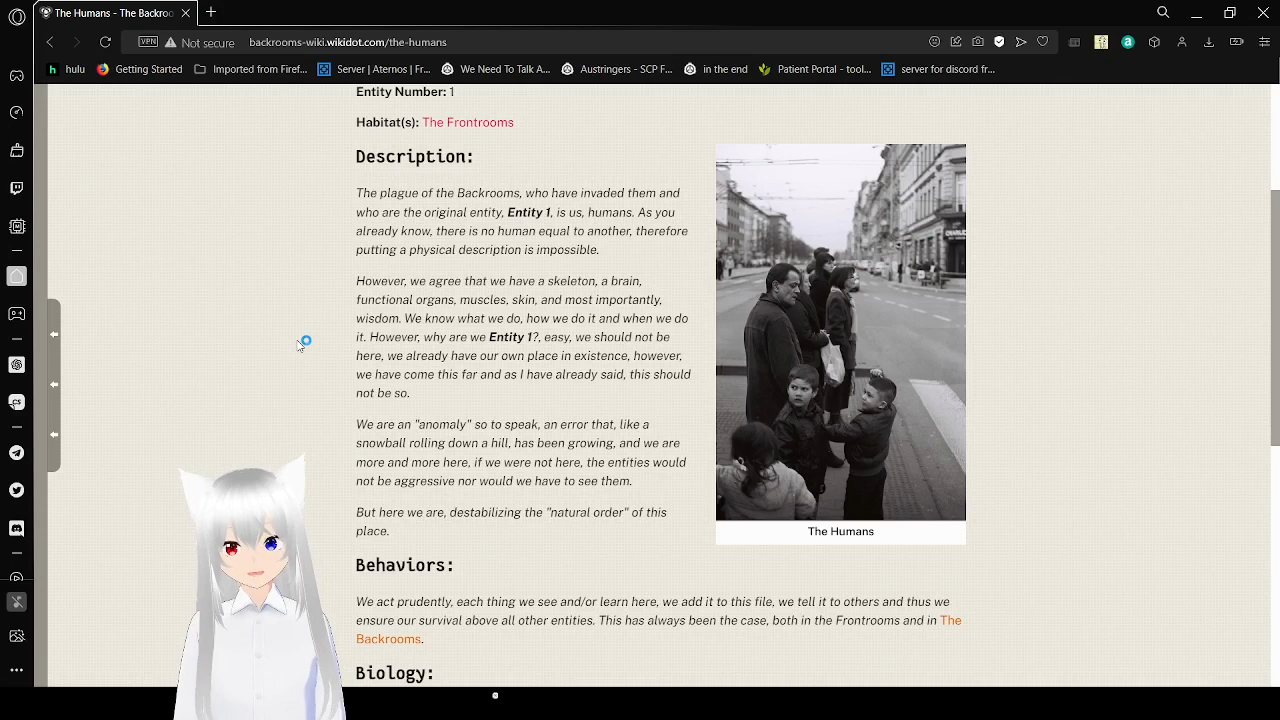 The Humans - The Backroo
VPN
Not secure
backrooms-wiki.wikidot.com/the-humans
hulu
Getting Started
Imported from Firef...
Server | Aternos | Fr...
We Need To Talk A...
Austringers - SCP F...
in the end
Patient Portal - tool...
server for discord fr...
Entity Number: 1
Habitat(s): The Frontrooms
Description:
The plague of the Backrooms, who have invaded them and
who are the original entity, Entity 1, is us, humans. As you
already know, there is no human equal to another, therefore
putting a physical description is impossible.
However, we agree that we have a skeleton, a brain,
functional organs, muscles, skin, and most importantly,
wisdom. We know what we do, how we do it and when we do
it. However, why are we Entity 1?, easy, we should not be
here, we already have our own place in existence, however,
we have come this far and as I have already said, this should
not be so.
We are an "anomaly" so to speak, an error that, like a
snowball rolling down a hill, has been growing, and we are
more and more here, if we were not here, the entities would
not be aggressive nor would we have to see them.
But here we are, destabilizing the "natural order" of this
place.
The Humans
Behaviors:
We act prudently, each thing we see and/or learn here, we add it to this file, we tell it to others and thus we
ensure our survival above all other entities. This has always been the case, both in the Frontrooms and in The
Backrooms.
Biology: